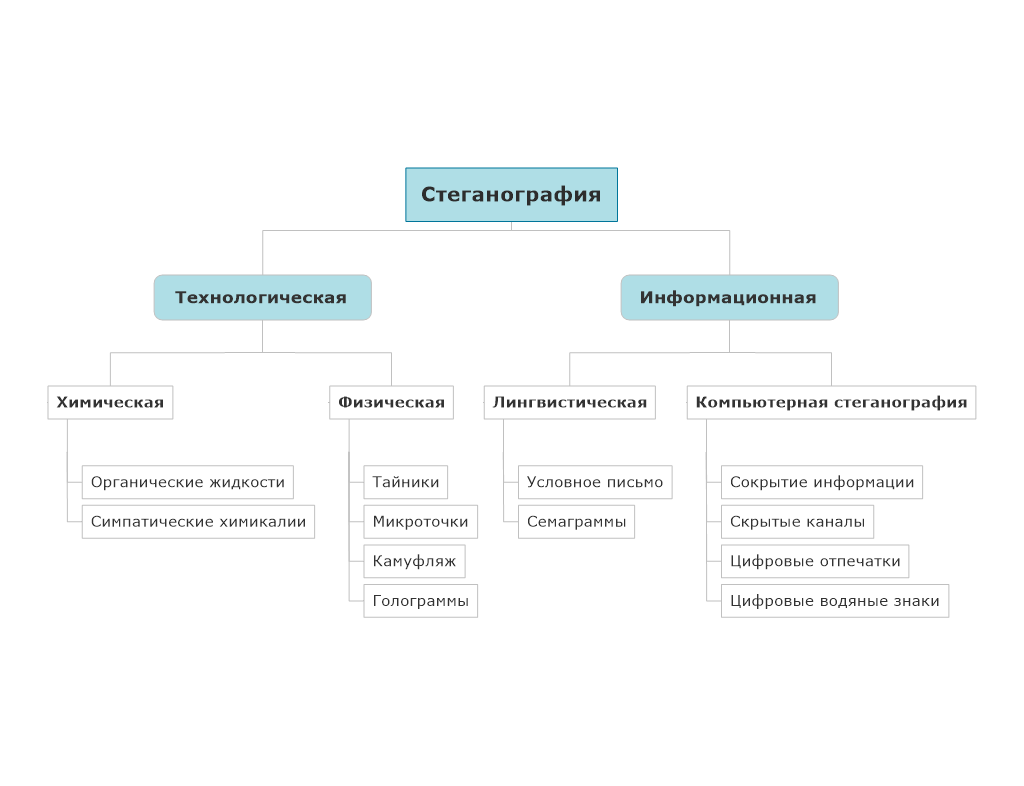 Стеганография
Технологическая
Информационная
Химическая
Физическая
Лингвистическая
Компьютерная стеганография
Органические жидкости
Симпатические химикалии
Тайники
Микроточки
Камуфляж
Голограммы
Условное письмо
Семаграммы
Сокрытие информации
Скрытые каналы
Цифровые отпечатки
Цифровые водяные знаки